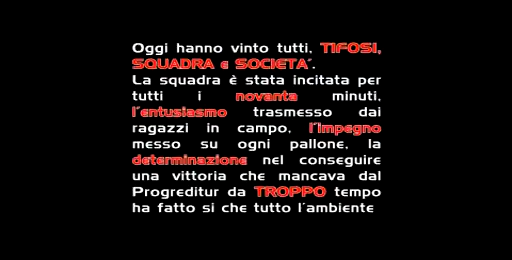 Oggi hanno vinto tutti, TIFOSI,
SQUADRA e SOCIETA'.
La squadra è stata incitata per
tutti i novanta minuti,
l'entusiasmo trasmesso dai
ragazzi in campo, l'impegno
messo su ogni pallone, la
determinazione nel conseguire
una vittoria che mancava dal
Progreditur da TROPPO tempo
ha fatto si che tutto l'ambiente